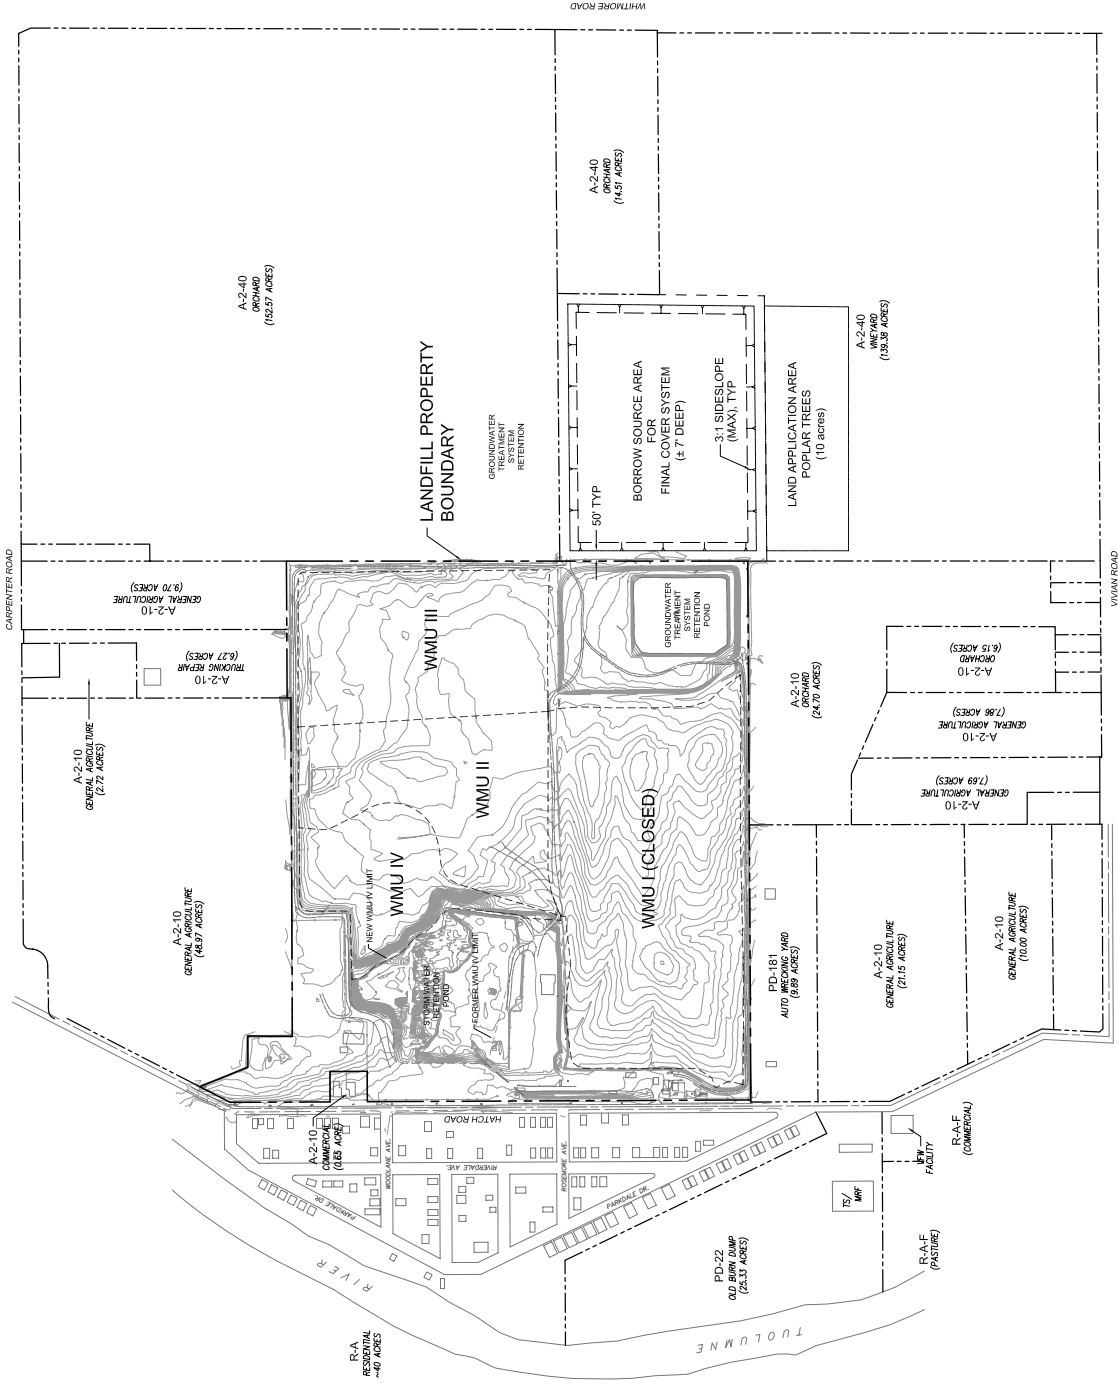 WHITMORE ROAD
A-2-40
ORCHARD
(14.51 ACRES)
A-2-40
ORCHARD
(152.57 ACRES)
A-2-40
VINEYARD
(139.38 ACRES)
LANDFILL PROPERTY
BOUNDARY
GROUNDWATER
TREATMENT
SYSTEM
RETENTION
BORROW SOURCE AREA
FOR
FINAL COVER SYSTEM
(± 7' DEEP)
3:1 SIDESLOPE
(MAX), TYP
LAND APPLICATION AREA
POPLAR TREES
(10 acres)
50' TYP
CARPENTER ROAD
VIVIAN ROAD
A-2-10
GENERAL AGRICULTURE
(9.70 ACRES)
A-2-10
TRUCKING REPAIR
(6.27 ACRES)
A-2-10
GENERAL AGRICULTURE
(2.72 ACRES)
WMU III
GROUNDWATER
TREATMENT
SYSTEM
RETENTION
POND
A-2-10
ORCHARD
(24.70 ACRES)
A-2-10
ORCHARD
(6.15 ACRES)
A-2-10
GENERAL AGRICULTURE
(7.86 ACRES)
A-2-10
GENERAL AGRICULTURE
(7.69 ACRES)
WMU II
WMU I (CLOSED)
WMU IV
NEW WMU IV LIMIT
A-2-10
GENERAL AGRICULTURE
(48.97 ACRES)
STORM WATER
RETENTION
POND
FORMER WMU IV LIMIT
PD-181
AUTO WRECKING YARD
(9.89 ACRES)
A-2-10
GENERAL AGRICULTURE
(21.15 ACRES)
A-2-10
GENERAL AGRICULTURE
(10.00 ACRES)
A-2-10
COMMERCIAL
(0.65 ACRE)
HATCH ROAD
WOODLANE AVE.
RIVERDALE AVE.
ROSEMORE AVE.
PARKDALE DR.
PARKDALE DR.
VFW
FACILITY
R-A-F
(COMMERCIAL)
TS/
MRF
R-A-F
(PASTURE)
PD-22
OLD BURN DUMP
(25.33 ACRES)
RIVER
TUOLUMNE
R-A
RESIDENTIAL
~40 ACRES